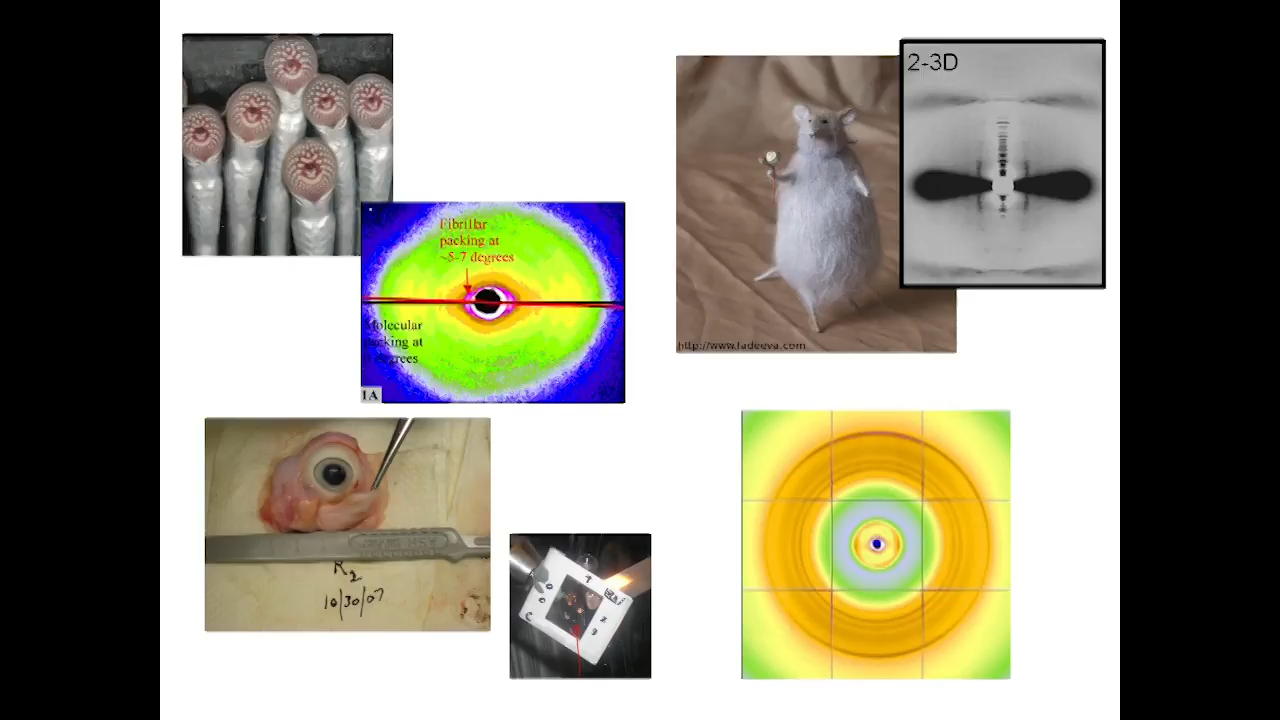 2-3D
Fibrillar
packing at
~5-7 degrees
Molecular
packing at
degrees
1A
http://www.fadeeva.com
R2
10/30/07